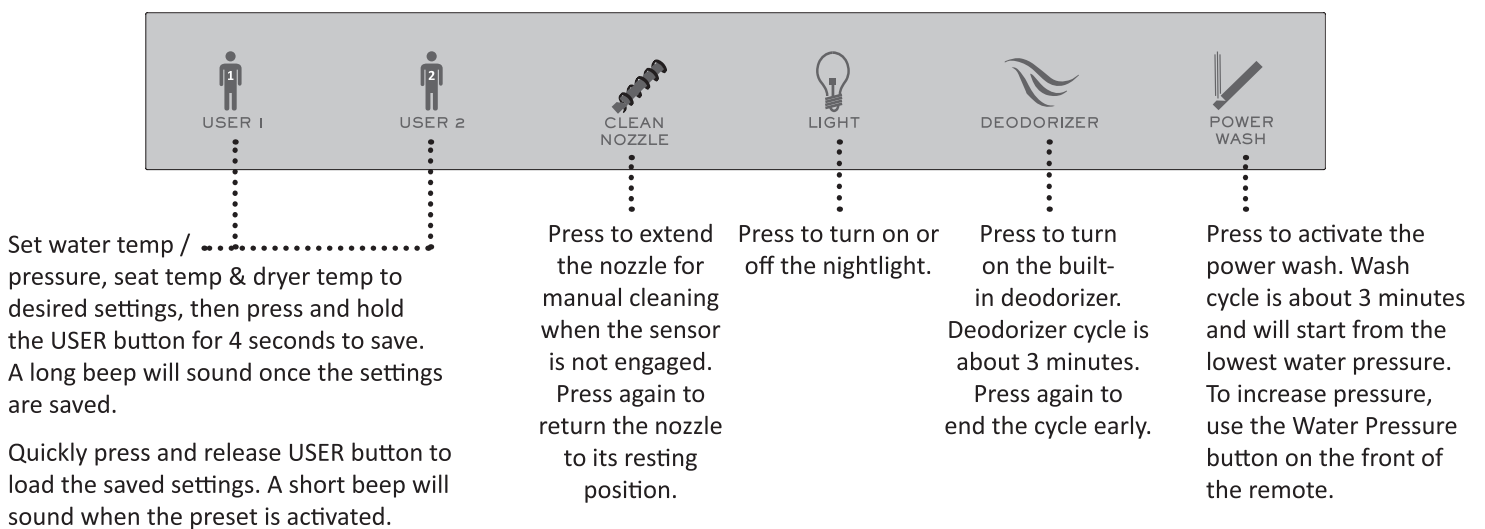 1
2
USER 1
USER 2
CLEAN
NOZZLE
LIGHT
DEODORIZER
POWER
WASH
Set water temp /
pressure, seat temp & dryer temp to
desired settings, then press and hold
the USER button for 4 seconds to save.
A long beep will sound once the settings
are saved.
Quickly press and release USER button to
load the saved settings. A short beep will
sound when the preset is activated.
Press to extend
the nozzle for
manual cleaning
when the sensor
is not engaged.
Press again to
return the nozzle
to its resting
position.
Press to turn on or
off the nightlight.
Press to turn
on the built-
in deodorizer.
Deodorizer cycle is
about 3 minutes.
Press again to
end the cycle early.
Press to activate the
power wash. Wash
cycle is about 3 minutes
and will start from the
lowest water pressure.
To increase pressure,
use the Water Pressure
button on the front of
the remote.